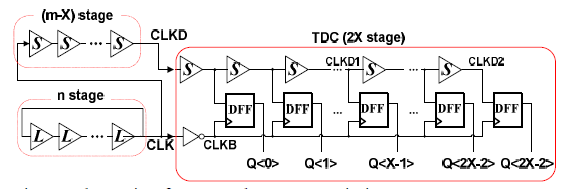 (m-X) stage
CLKD
TDC (2X stage)
S S ... S
S S ... S CLKD1 ... S CLKD2
n stage
DFF DFF ... DFF ... DFF DFF
L L ... L
CLK
CLKB
Q<0> Q<1> Q<X-1> Q<2X-2> Q<2X-2>